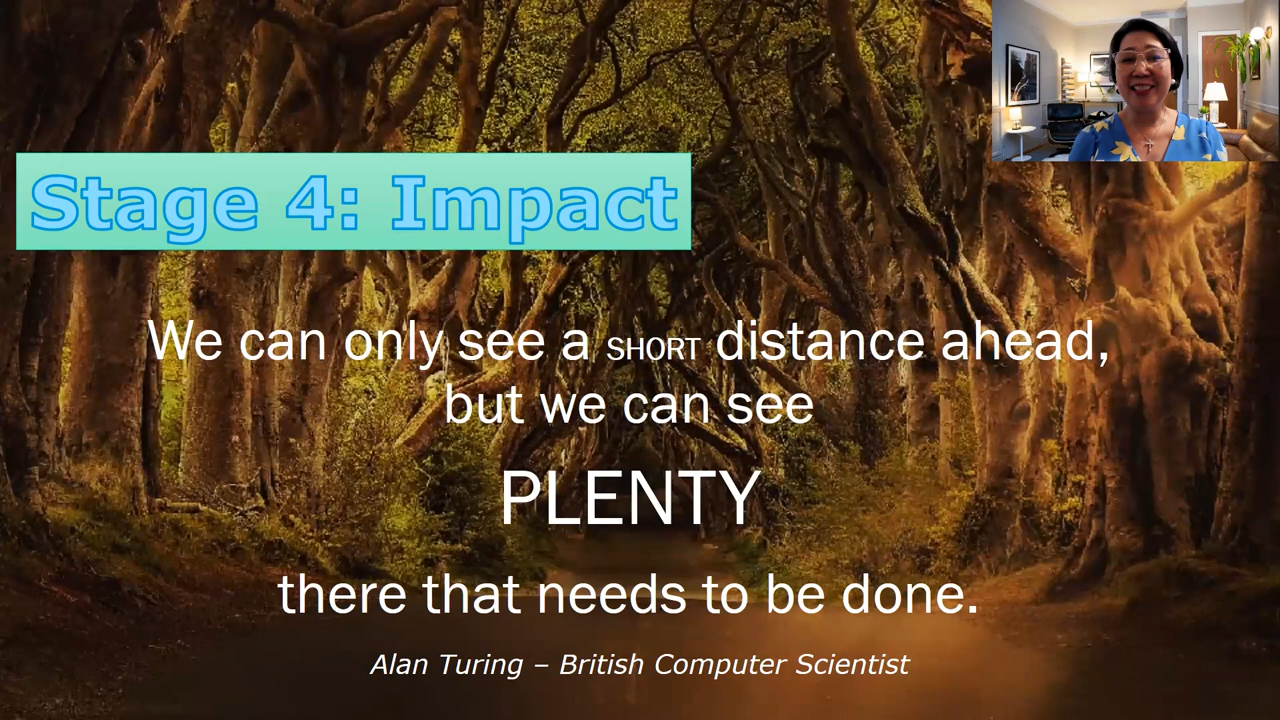 Stage 4: Impact
We can only see a SHORT distance ahead,
but we can see
PLENTY
there that needs to be done.
Alan Turing – British Computer Scientist